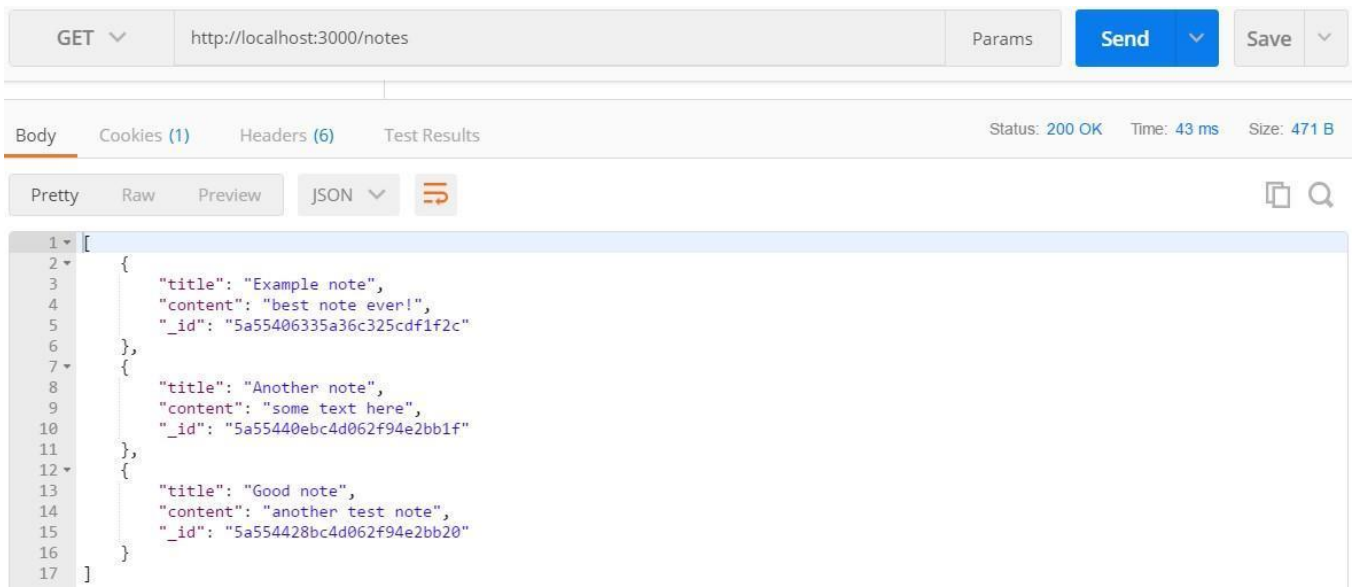 GET http://localhost:3000/notes Params Send Save
Body Cookies (1) Headers (6) Test Results Status: 200 OK Time: 43 ms Size: 471 B
Pretty Raw Preview JSON
1 [
2 {
3 "title": "Example note",
4 "content": "best note ever!",
5 "_id": "5a55406335a36c325cdf1f2c"
6 },
7 {
8 "title": "Another note",
9 "content": "some text here",
10 "_id": "5a55440ebc4d062f94e2bb1f"
11 },
12 {
13 "title": "Good note",
14 "content": "another test note",
15 "_id": "5a554428bc4d062f94e2bb20"
16 }
17 ]